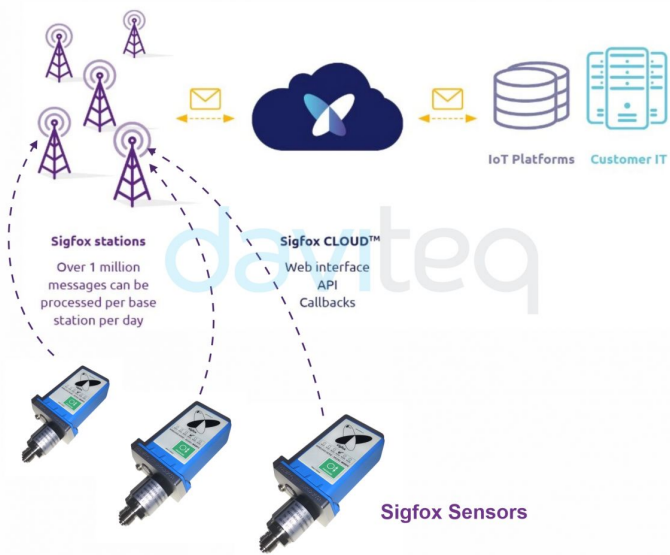 IoT Platforms
Customer IT
Sigfox stations
Over 1 million
messages can be
processed per base
station per day
Sigfox CLOUD™
Web interface
API
Callbacks
daviteq
Sigfox Sensors